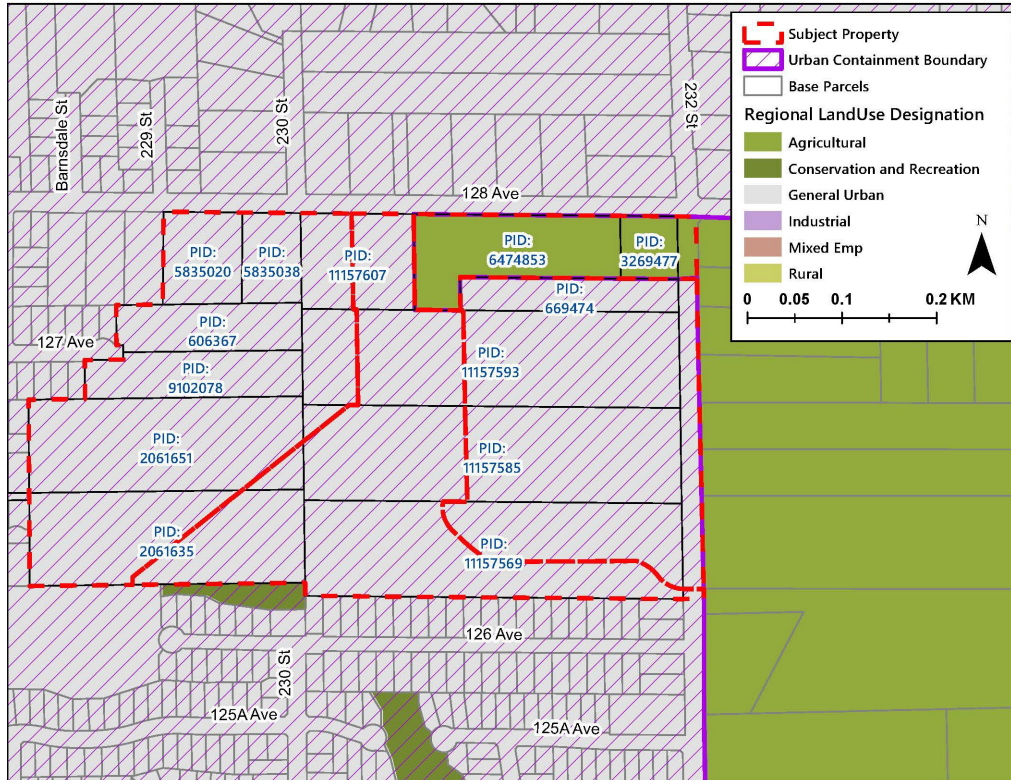 Subject Property
Urban Containment Boundary
Base Parcels
Regional LandUse Designation
Agricultural
Conservation and Recreation
General Urban
Industrial
Mixed Emp
Rural
N
0 0.05 0.1 0.2 KM
Barnsdale St
229 St
230 St
232 St
128 Ave
PID:
5835020
PID:
5835038
PID:
11157607
PID:
6474853
PID:
3269477
PID:
669474
127 Ave
PID:
606367
PID:
11157593
PID:
9102078
PID:
2061651
PID:
11157585
PID:
2061635
PID:
11157569
126 Ave
230 St
125A Ave
125A Ave